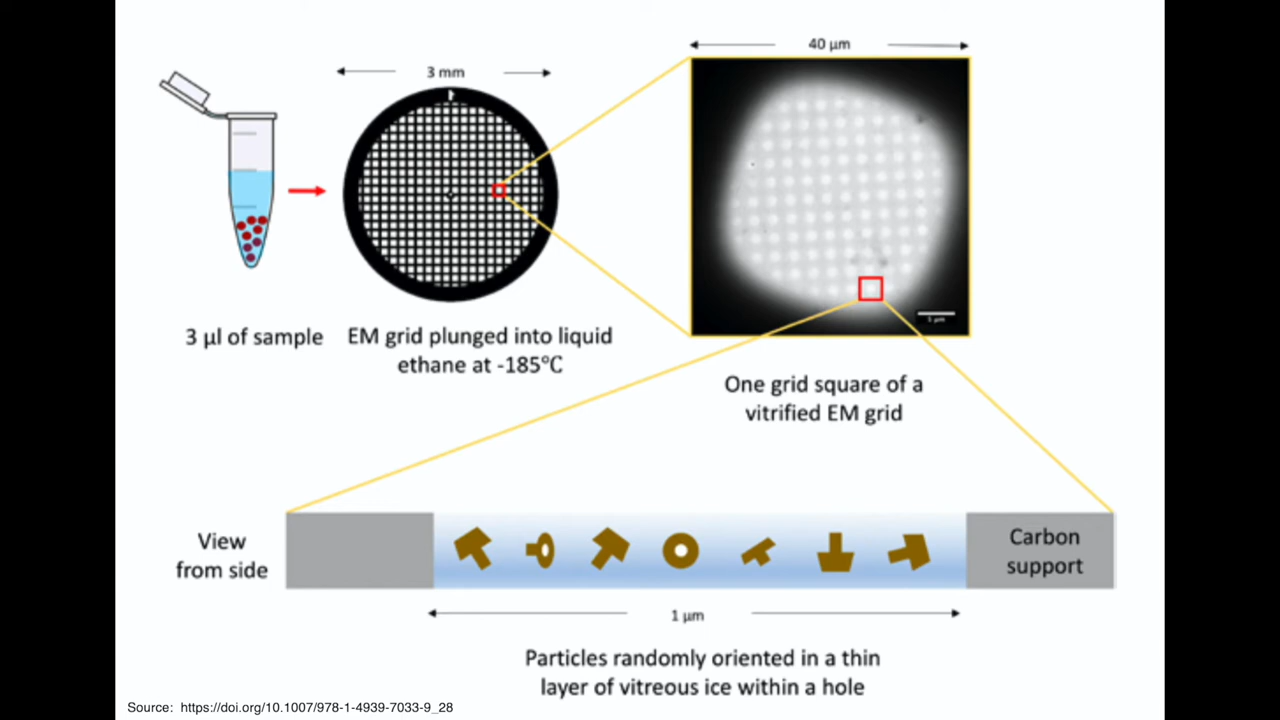 3 mm
40 µm
5 µm
3 µl of sample
EM grid plunged into liquid
ethane at -185°C
One grid square of a
vitrified EM grid
View
from side
Carbon
support
1 µm
Particles randomly oriented in a thin
layer of vitreous ice within a hole
Source: https://doi.org/10.1007/978-1-4939-7033-9_28